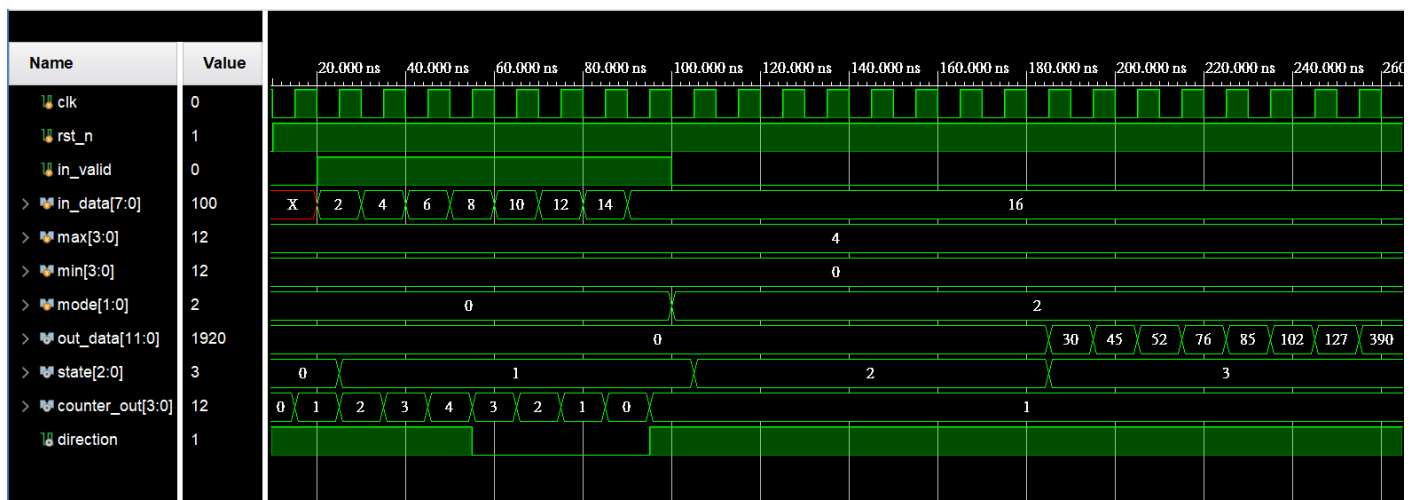 Name Value
20.000 ns 40.000 ns 60.000 ns 80.000 ns 100.000 ns 120.000 ns 140.000 ns 160.000 ns 180.000 ns 200.000 ns 220.000 ns 240.000 ns 260
clk 0
rst_n 1
in_valid 0
in_data[7:0] 100 X 2 4 6 8 10 12 14 16
max[3:0] 12 4
min[3:0] 12 0
mode[1:0] 2 0 2
out_data[11:0] 1920 0 30 45 52 76 85 102 127 390
state[2:0] 3 0 1 2 3
counter_out[3:0] 12 0 1 2 3 4 3 2 1 0 1
direction 1